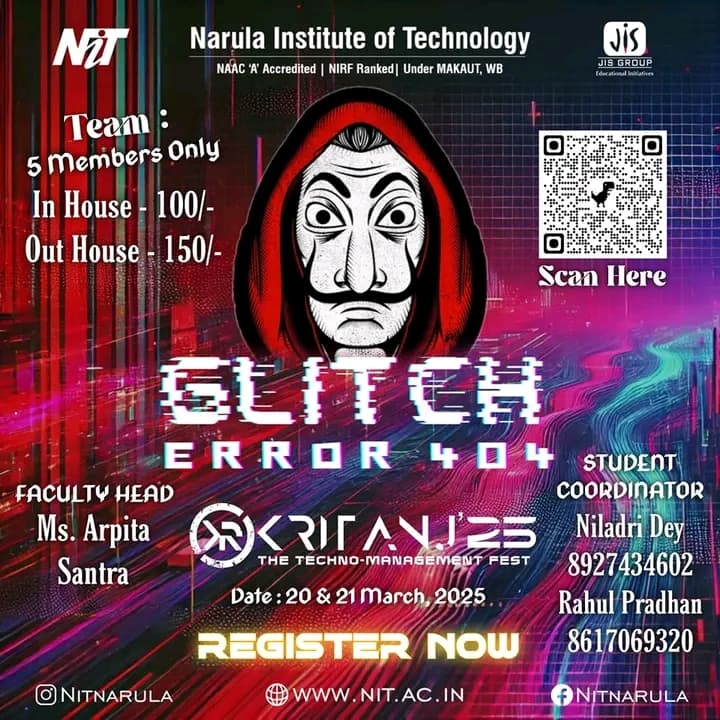 NiT
Narula Institute of Technology
NAAC ‘A’ Accredited | NIRF Ranked| Under MAKAUT, WB
JIS
JIS GROUP
Educational Initiatives
Team :
5 Members Only
In House - 100/-
Out House - 150/-
Scan Here
GLITCH
ERROR 404
FACULTY HEAD
Ms. Arpita
Santra
KRITANJ'25
THE TECHNO-MANAGEMENT FEST
Date : 20 & 21 March, 2025
STUDENT
COORDINATOR
Niladri Dey
8927434602
Rahul Pradhan
8617069320
REGISTER NOW
NITNARULA
WWW.NIT.AC.IN
NITNARULA